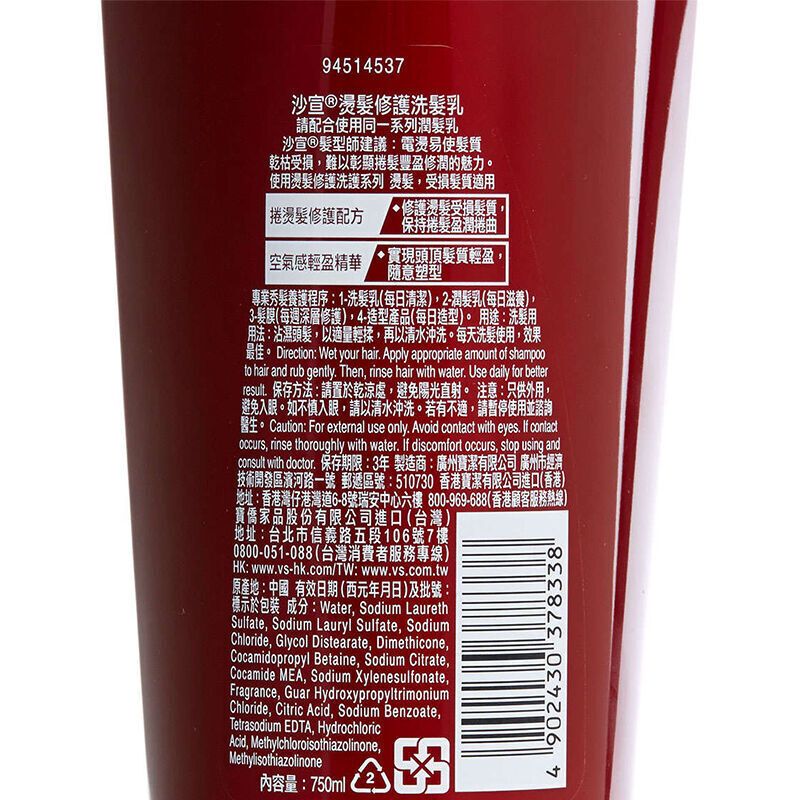 94514537
沙宣®燙髮修護洗髮乳
請配合使用同一系列潤髮乳
沙宣®髮型師建議：電燙易使髮質
乾枯受損，難以彰顯捲髮豐盈修潤的魅力。
使用燙髮修護洗護系列 燙髮，受損髮質適用
捲燙髮修護配方
修護燙髮受損髮質，
保持捲髮盈潤捲曲
空氣感輕盈精華
實現頭頂髮質輕盈，
隨意塑型
專業秀髮養護程序：1-洗髮乳(每日清潔)，2-潤髮乳(每日滋養)，
3-髮膜(每週深層修護)，4-造型產品(每日造型)。 用途：洗髮用
用法：沾濕頭髮，以適量輕揉，再以清水沖洗。每天洗髮使用，效果
最佳。 Direction: Wet your hair. Apply appropriate amount of shampoo
to hair and rub gently. Then, rinse hair with water. Use daily for better
result. 保存方法：請置於乾涼處，避免陽光直射。 注意：只供外用，
避免入眼。如不慎入眼，請以清水沖洗。若有不適，請暫停使用並諮詢
醫生。 Caution: For external use only. Avoid contact with eyes. If contact
occurs, rinse thoroughly with water. If discomfort occurs, stop using and
consult with doctor. 保存期限：3年 製造商：廣州寶潔有限公司 廣州市經濟
技術開發區濱河路一號 郵遞區號：510730 香港寶潔有限公司進口(香港)
地址：香港灣仔港灣道6-8號瑞安中心六樓 800-969-688(香港顧客服務熱線)
寶僑家品股份有限公司進口(台灣)
地址：台北市信義路五段106號7樓
0800-051-088 (台灣消費者服務專線)
HK: www.vs-hk.com/TW: www.vs.com.tw
原產地：中國 有效日期(西元年月日)及批號：
標示於包裝 成分：Water, Sodium Laureth
Sulfate, Sodium Lauryl Sulfate, Sodium
Chloride, Glycol Distearate, Dimethicone,
Cocamidopropyl Betaine, Sodium Citrate,
Cocamide MEA, Sodium Xylenesulfonate,
Fragrance, Guar Hydroxypropyltrimonium
Chloride, Citric Acid, Sodium Benzoate,
Tetrasodium EDTA, Hydrochloric
Acid, Methylchloroisothiazolinone,
Methylisothiazolinone
內容量：750ml
2
4 902430 378338